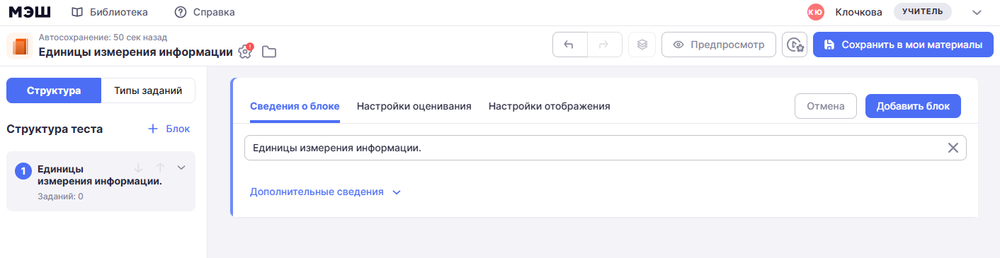 МЭШ Библиотека Справка КЮ Клочкова УЧИТЕЛЬ
Автосохранение: 50 сек назад
Единицы измерения информации ! Предпросмотр Сохранить в мои материалы
Структура Типы заданий
Структура теста + Блок
1 Единицы
измерения информации.
Заданий: 0
Сведения о блоке Настройки оценивания Настройки отображения Отмена Добавить блок
Единицы измерения информации.
Дополнительные сведения